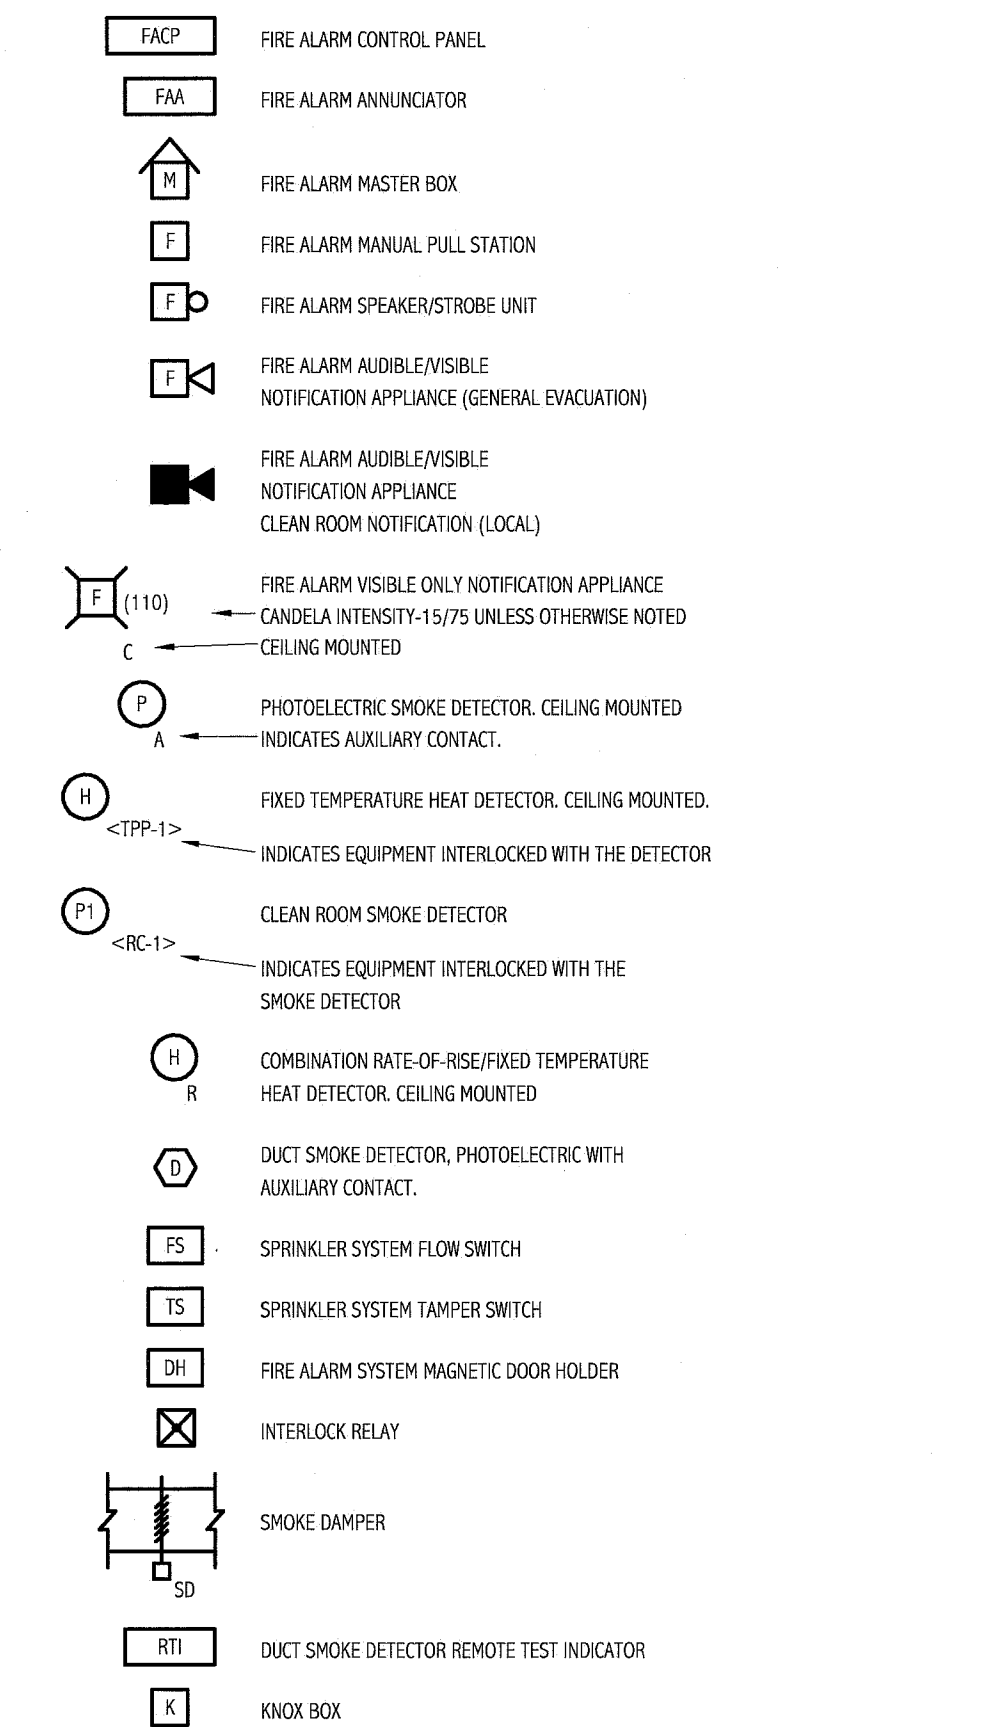 FACP FIRE ALARM CONTROL PANEL
FAA FIRE ALARM ANNUNCIATOR
M FIRE ALARM MASTER BOX
F FIRE ALARM MANUAL PULL STATION
F FIRE ALARM SPEAKER/STROBE UNIT
FIRE ALARM AUDIBLE/VISIBLE
F NOTIFICATION APPLIANCE (GENERAL EVACUATION)
FIRE ALARM AUDIBLE/VISIBLE
NOTIFICATION APPLIANCE
CLEAN ROOM NOTIFICATION (LOCAL)
FIRE ALARM VISIBLE ONLY NOTIFICATION APPLIANCE
F (110) CANDELA INTENSITY-15/75 UNLESS OTHERWISE NOTED
C CEILING MOUNTED
P PHOTOELECTRIC SMOKE DETECTOR. CEILING MOUNTED
A INDICATES AUXILIARY CONTACT.
H FIXED TEMPERATURE HEAT DETECTOR. CEILING MOUNTED.
<TPP-1>
INDICATES EQUIPMENT INTERLOCKED WITH THE DETECTOR
P1 CLEAN ROOM SMOKE DETECTOR
<RC-1>
INDICATES EQUIPMENT INTERLOCKED WITH THE
SMOKE DETECTOR
H COMBINATION RATE-OF-RISE/FIXED TEMPERATURE
R HEAT DETECTOR. CEILING MOUNTED
DUCT SMOKE DETECTOR, PHOTOELECTRIC WITH
D AUXILIARY CONTACT.
FS SPRINKLER SYSTEM FLOW SWITCH
TS SPRINKLER SYSTEM TAMPER SWITCH
DH FIRE ALARM SYSTEM MAGNETIC DOOR HOLDER
INTERLOCK RELAY
SMOKE DAMPER
SD
RTI DUCT SMOKE DETECTOR REMOTE TEST INDICATOR
K KNOX BOX